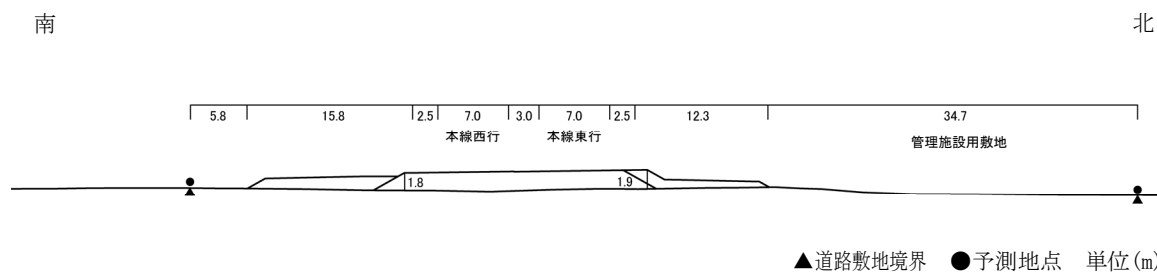 南 北
5.8 15.8 2.5 7.0 3.0 7.0 2.5 12.3 34.7
本線西行 本線東行 管理施設用敷地
1.8 1.9
▲道路敷地境界 ●予測地点 単位(m)